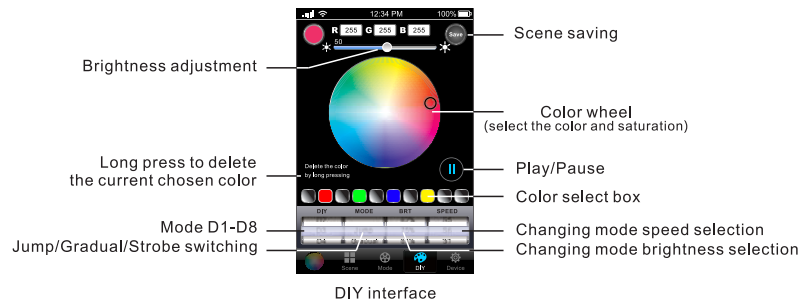 12:34 PM
100%
R 255 G 255 B 255
Save
Scene saving
50
Brightness adjustment
Color wheel
(select the color and saturation)
Long press to delete
the current chosen color
Delete the color
by long pressing
Play/Pause
Color select box
DIY MODE BRT SPEED
Mode D1-D8
Jump/Gradual/Strobe switching
Changing mode speed selection
Changing mode brightness selection
Scene Mode DIY Device
DIY interface